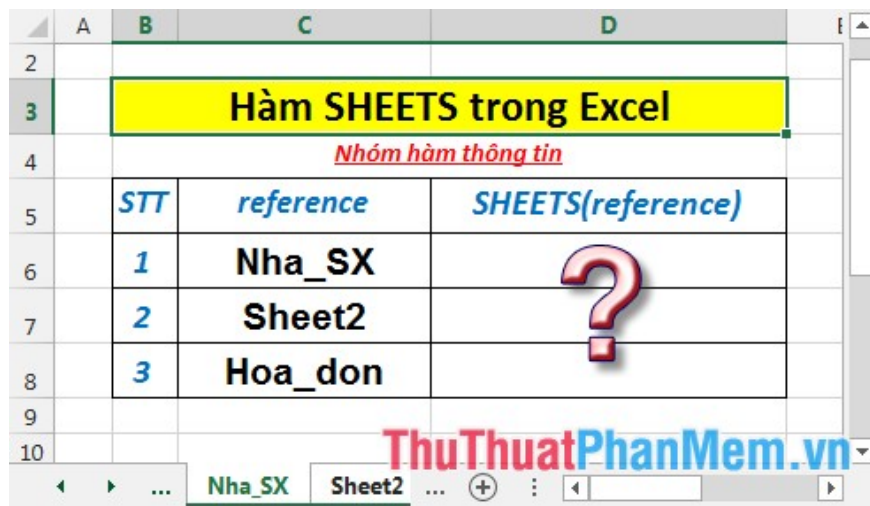 A B C D
2
3 Hàm SHEETS trong Excel
4 Nhóm hàm thông tin
5 STT reference SHEETS(reference)
6 1 Nha_SX
?
7 2 Sheet2
8 3 Hoa_don
9
10
ThuThuatPhanMem.vn
... Nha_SX Sheet2 ...